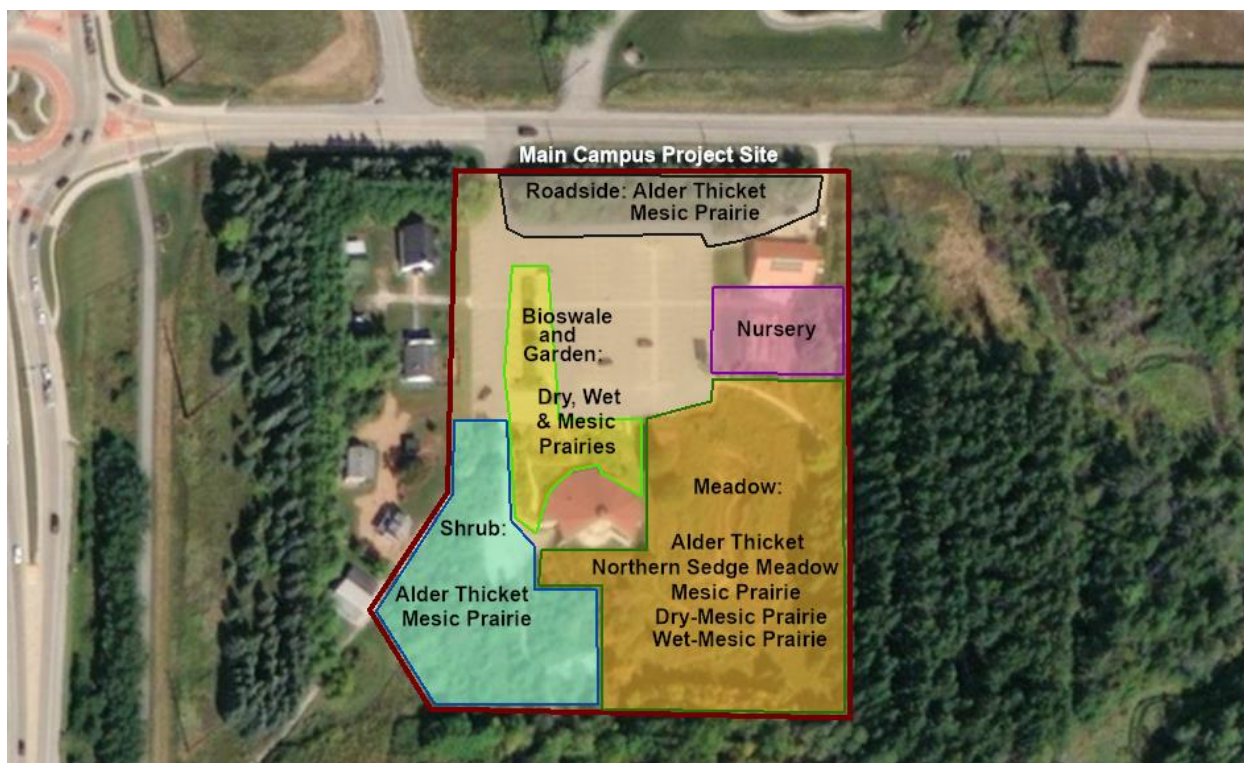 Main Campus Project Site
Roadside: Alder Thicket
Mesic Prairie
Bioswale
and
Garden:
Dry, Wet
& Mesic
Prairies
Nursery
Meadow:
Alder Thicket
Northern Sedge Meadow
Mesic Prairie
Dry-Mesic Prairie
Wet-Mesic Prairie
Shrub:
Alder Thicket
Mesic Prairie